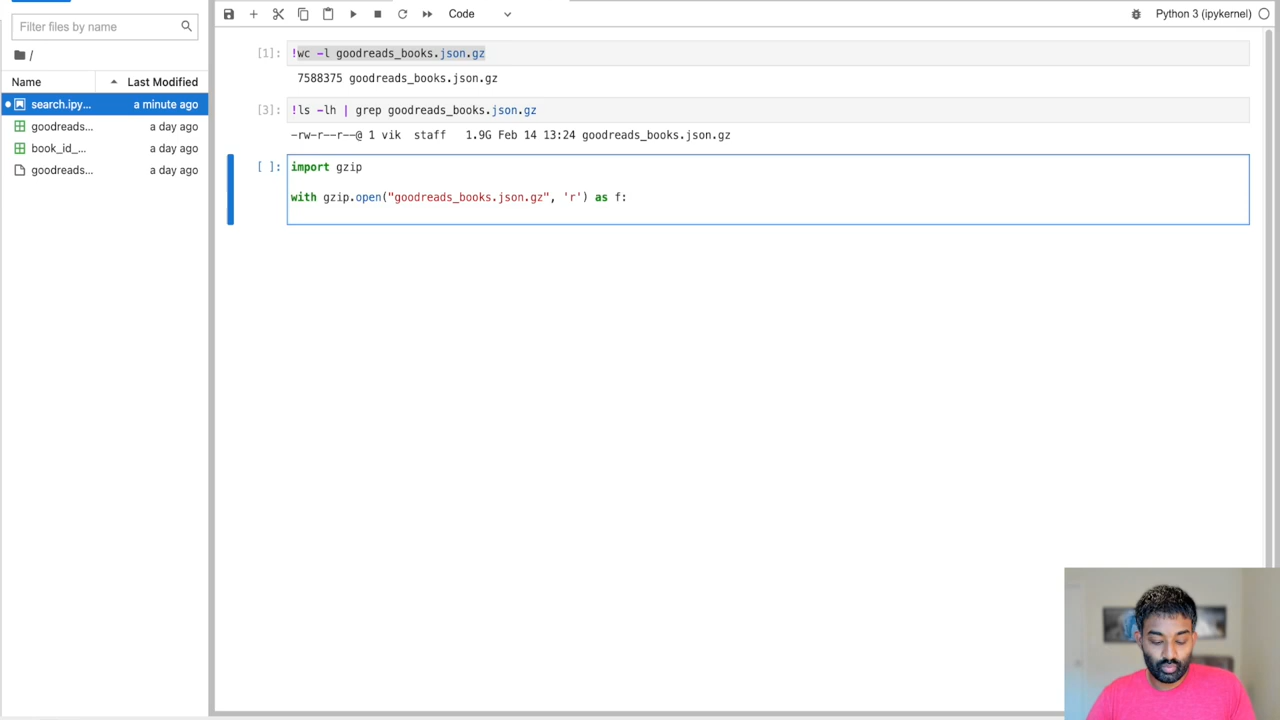 Filter files by name
/
Name Last Modified
search.ipy... a minute ago
goodreads... a day ago
book_id_... a day ago
goodreads... a day ago
Code
Python 3 (ipykernel)
[1]: !wc -l goodreads_books.json.gz
7588375 goodreads_books.json.gz
[3]: !ls -lh | grep goodreads_books.json.gz
-rw-r--r--@ 1 vik staff 1.9G Feb 14 13:24 goodreads_books.json.gz
[ ]: import gzip
with gzip.open("goodreads_books.json.gz", 'r') as f: